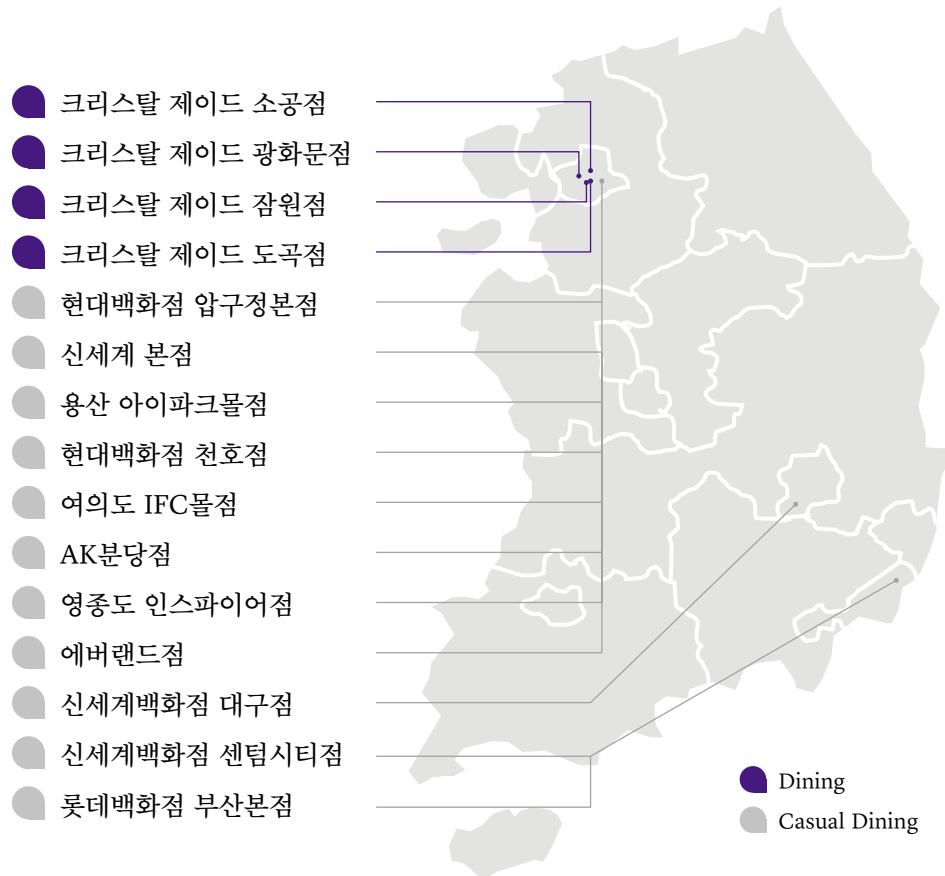 크리스탈 제이드 소공점
크리스탈 제이드 광화문점
크리스탈 제이드 잠원점
크리스탈 제이드 도곡점
현대백화점 압구정본점
신세계 본점
용산 아이파크몰점
현대백화점 천호점
여의도 IFC몰점
AK분당점
영종도 인스파이어점
에버랜드점
신세계백화점 대구점
신세계백화점 센텀시티점
롯데백화점 부산본점
Dining
Casual Dining